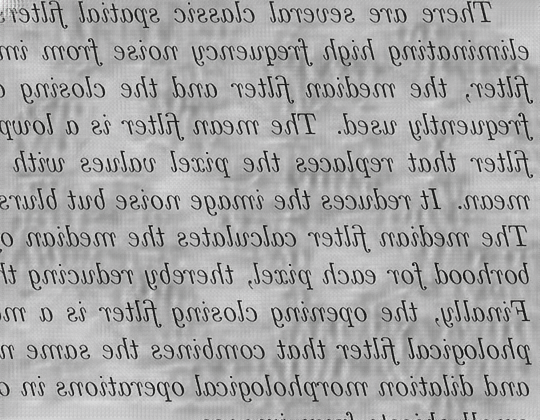 There are several classic spatial filters
eliminating high frequency noise from
filter, the median filter and the closing
frequently used. The mean filter is a
filter that replaces the pixel values with
mean. It reduces the image noise but blurs
The median filter calculates the median
borhood for each pixel, thereby reducing
Finally, the opening closing filter is a
phological filter that combines the same
and dilation morphological operations in